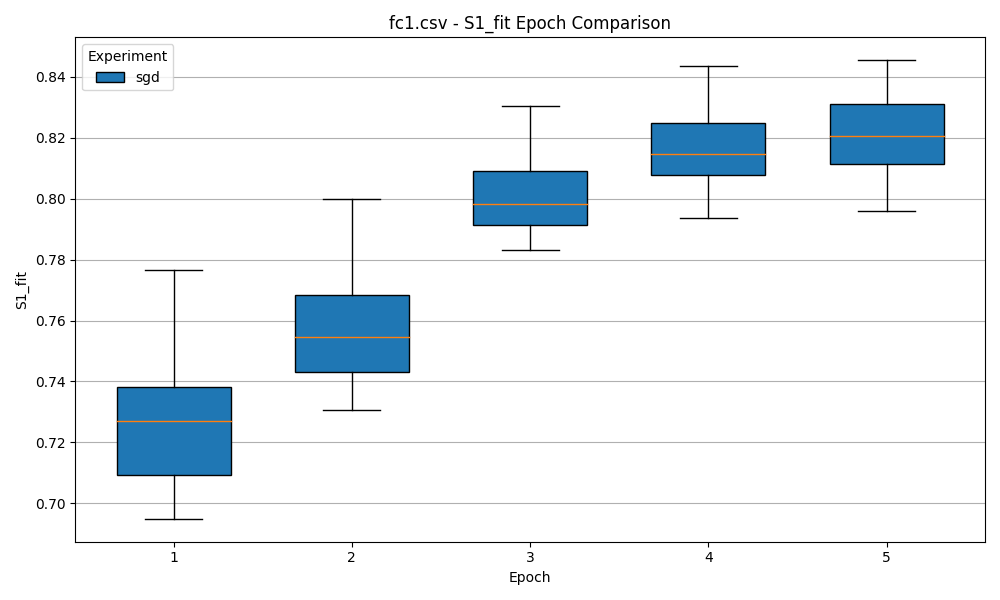 fc1.csv - S1_fit Epoch Comparison
Experiment
sgd
S1_fit
0.84
0.82
0.80
0.78
0.76
0.74
0.72
0.70
1 2 3 4 5
Epoch